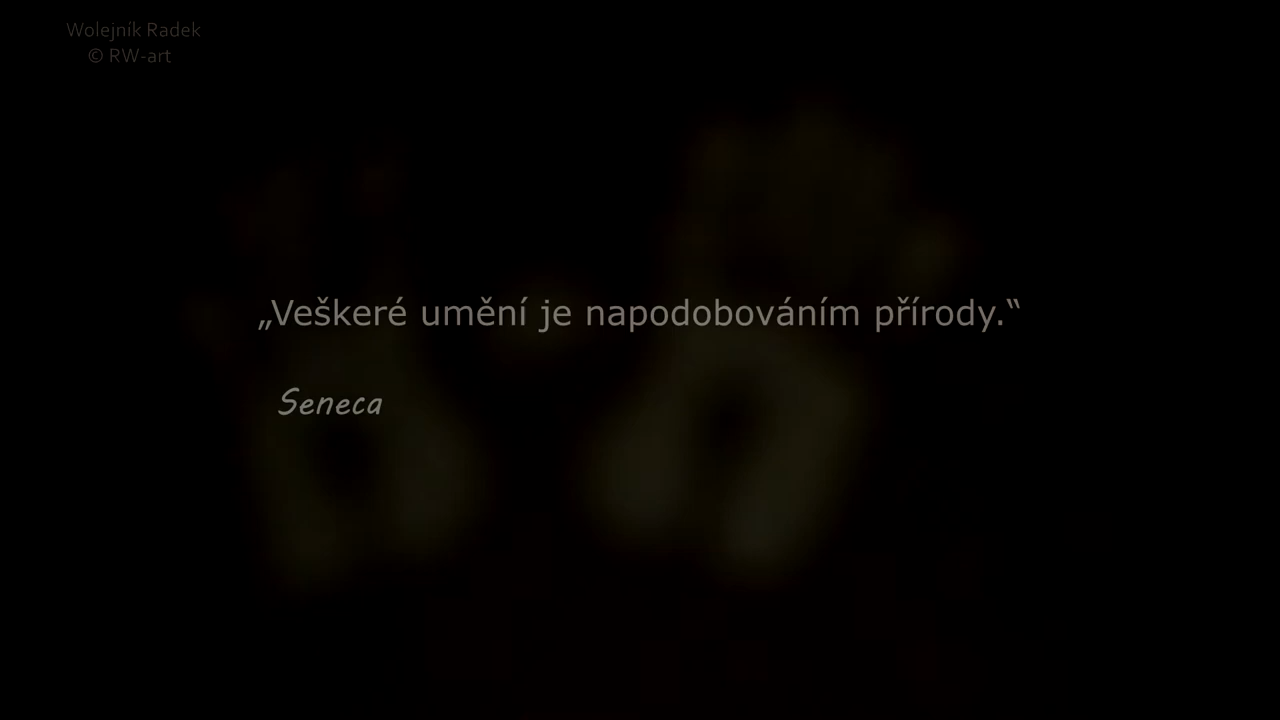 Wolejník Radek
© RW-art
„Veškeré umění je napodobováním přírody.“
Seneca